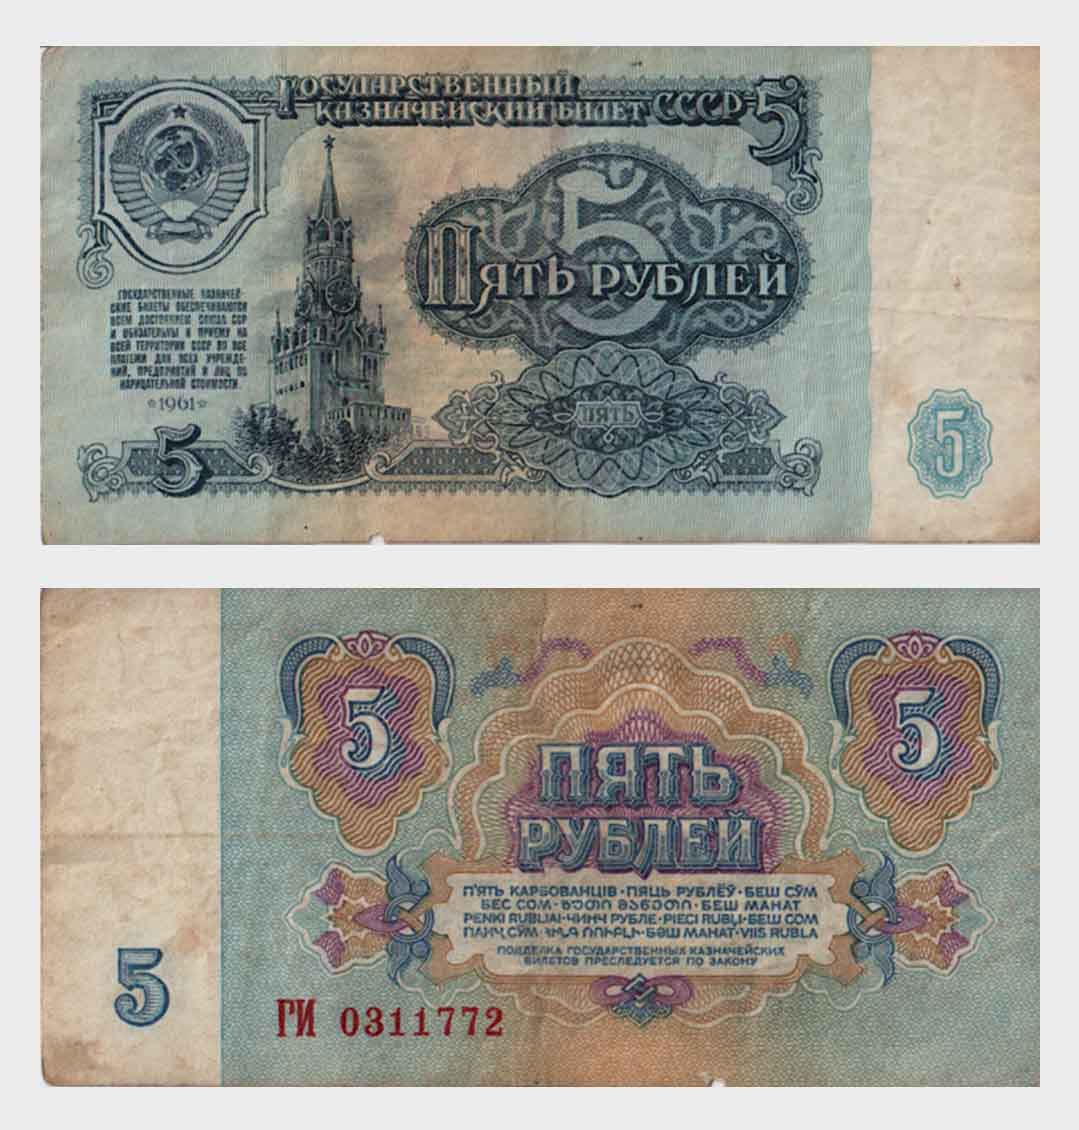 ГОСУДАРСТВЕННЫЙ
КАЗНАЧЕЙСКИЙ БИЛЕТ СССР 5
5
ПЯТЬ РУБЛЕЙ
ГОСУДАРСТВЕННЫЕ КАЗНАЧЕЙ-
СКИЕ БИЛЕТЫ ОБЕСПЕЧИВАЮТСЯ
ВСЕМ ДОСТОЯНИЕМ СОЮЗА ССР
И ОБЯЗАТЕЛЬНЫ К ПРИЕМУ НА
ВСЕЙ ТЕРРИТОРИИ СССР ВО ВСЕ
ПЛАТЕЖИ ДЛЯ ВСЕХ УЧРЕЖДЕ-
НИЙ, ПРЕДПРИЯТИЙ И ЛИЦ ПО
НАРИЦАТЕЛЬНОЙ СТОИМОСТИ
1961
ПЯТЬ
5
5
5
5
ПЯТЬ
РУБЛЕЙ
П'ЯТЬ КАРБОВАНЦІВ · ПЯЦЬ РУБЛЁЎ · БЕШ СЎМ
БЕС СОМ · ხუთი მანეთი · БЕШ МАНАТ
PENKI RUBLIAI · ЧИНЧ РУБЛЕ · PIECI RUBĻI · БЕШ СОМ
ПАНҶ СӮМ · ՀԻՆԳ ՌՈՒԲԼԻ · БӘШ МАНАТ · VIIS RUBLA
ПОДДЕЛКА ГОСУДАРСТВЕННЫХ КАЗНАЧЕЙСКИХ
БИЛЕТОВ ПРЕСЛЕДУЕТСЯ ПО ЗАКОНУ
5
ГИ 0311772